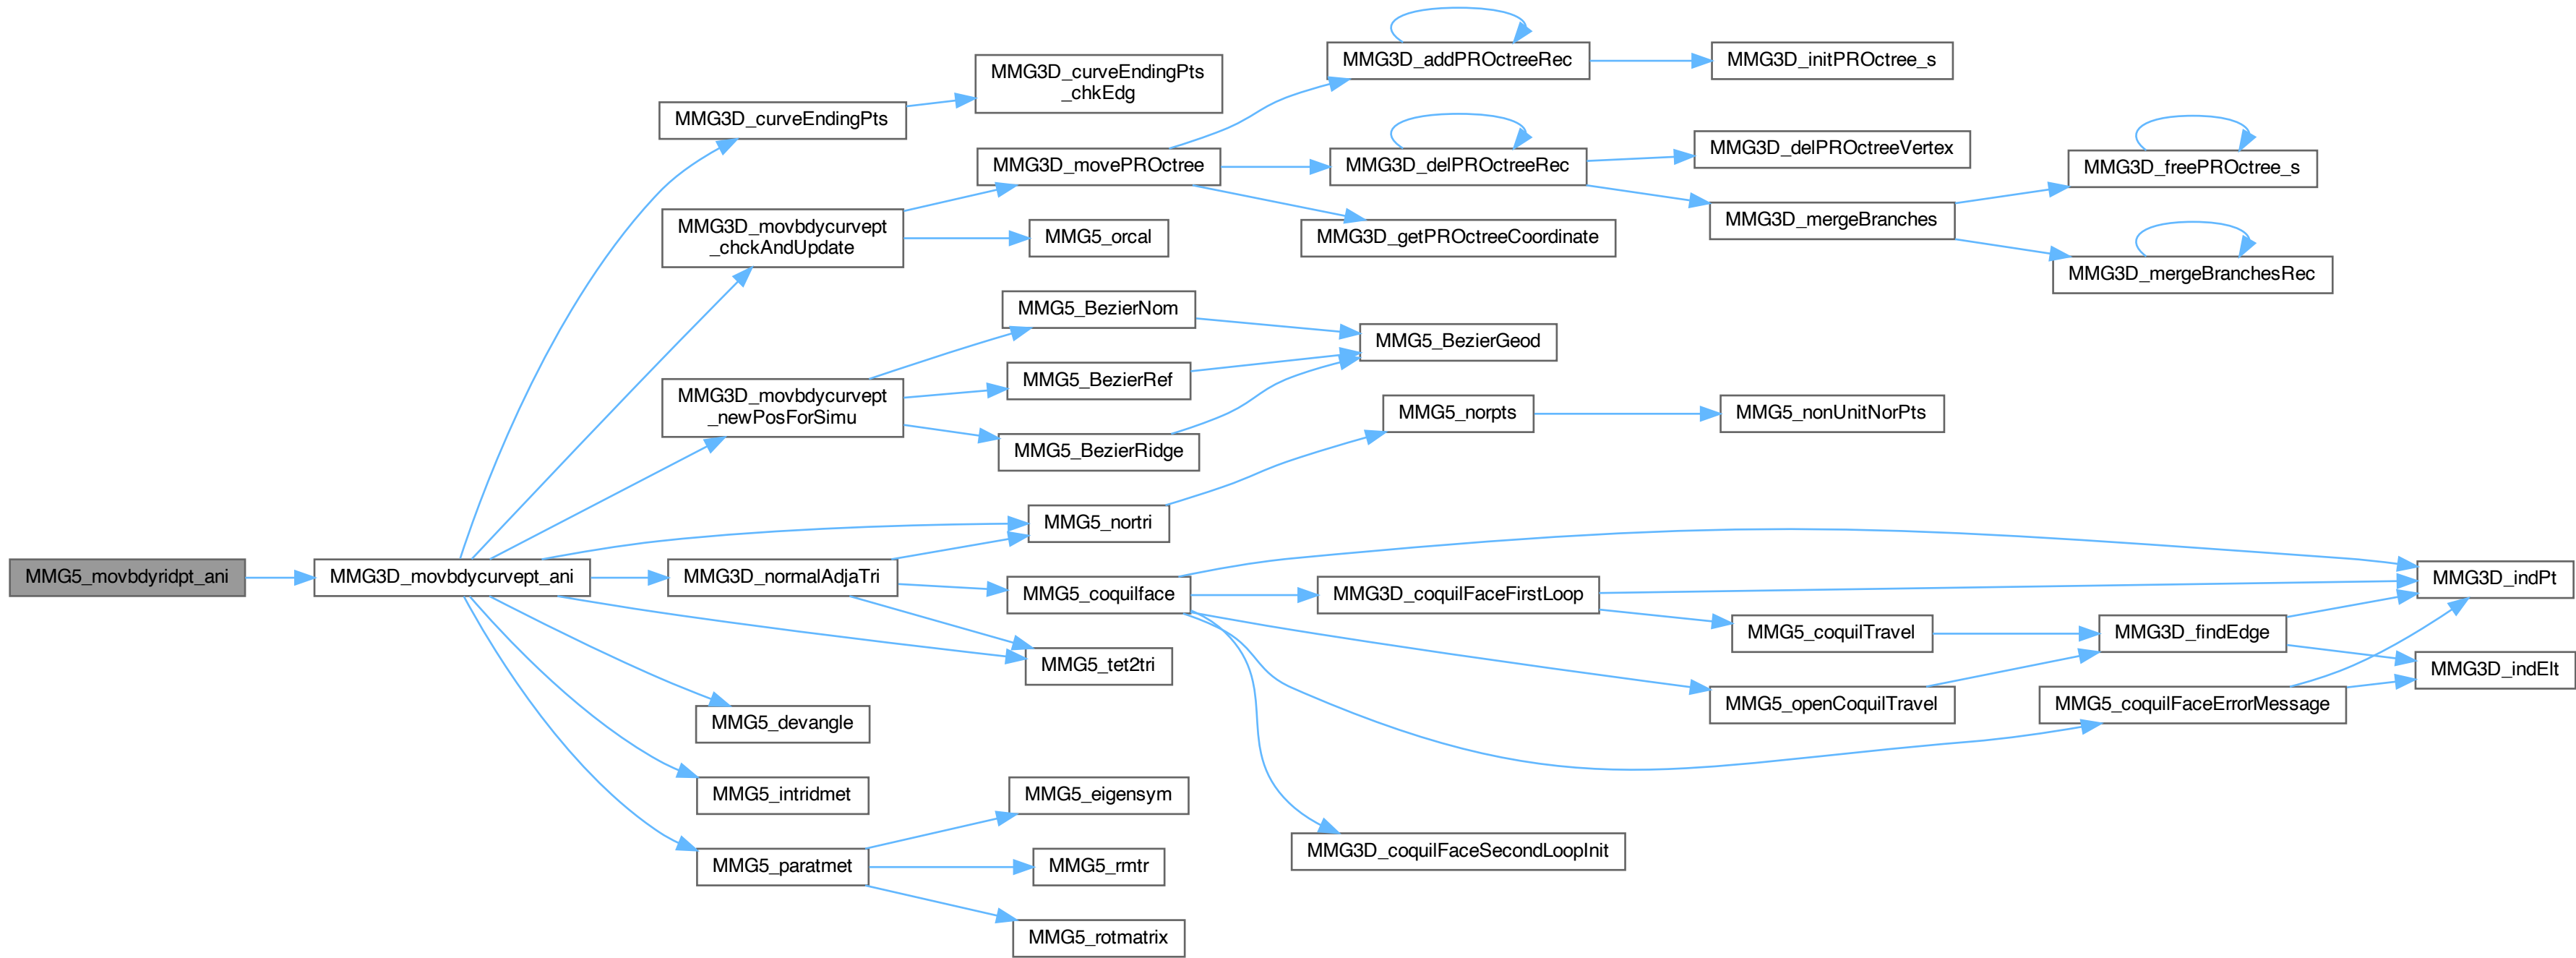 MMG5_movbdyridpt_ani
MMG3D_movbdycurvept_ani
MMG3D_curveEndingPts
MMG3D_curveEndingPts
_chkEdg
MMG3D_movbdycurvept
_chckAndUpdate
MMG3D_movePROctree
MMG3D_addPROctreeRec
MMG3D_initPROctree_s
MMG3D_delPROctreeRec
MMG3D_delPROctreeVertex
MMG3D_mergeBranches
MMG3D_freePROctree_s
MMG3D_mergeBranchesRec
MMG3D_getPROctreeCoordinate
MMG5_orcal
MMG3D_movbdycurvept
_newPosForSimu
MMG5_BezierNom
MMG5_BezierRef
MMG5_BezierRidge
MMG5_BezierGeod
MMG5_nortri
MMG5_norpts
MMG5_nonUnitNorPts
MMG3D_normalAdjaTri
MMG5_coquilface
MMG5_tet2tri
MMG3D_coquilFaceFirstLoop
MMG5_coquilTravel
MMG5_openCoquilTravel
MMG3D_findEdge
MMG5_coquilFaceErrorMessage
MMG3D_indPt
MMG3D_indElt
MMG3D_coquilFaceSecondLoopInit
MMG5_devangle
MMG5_intridmet
MMG5_paratmet
MMG5_eigensym
MMG5_rmtr
MMG5_rotmatrix